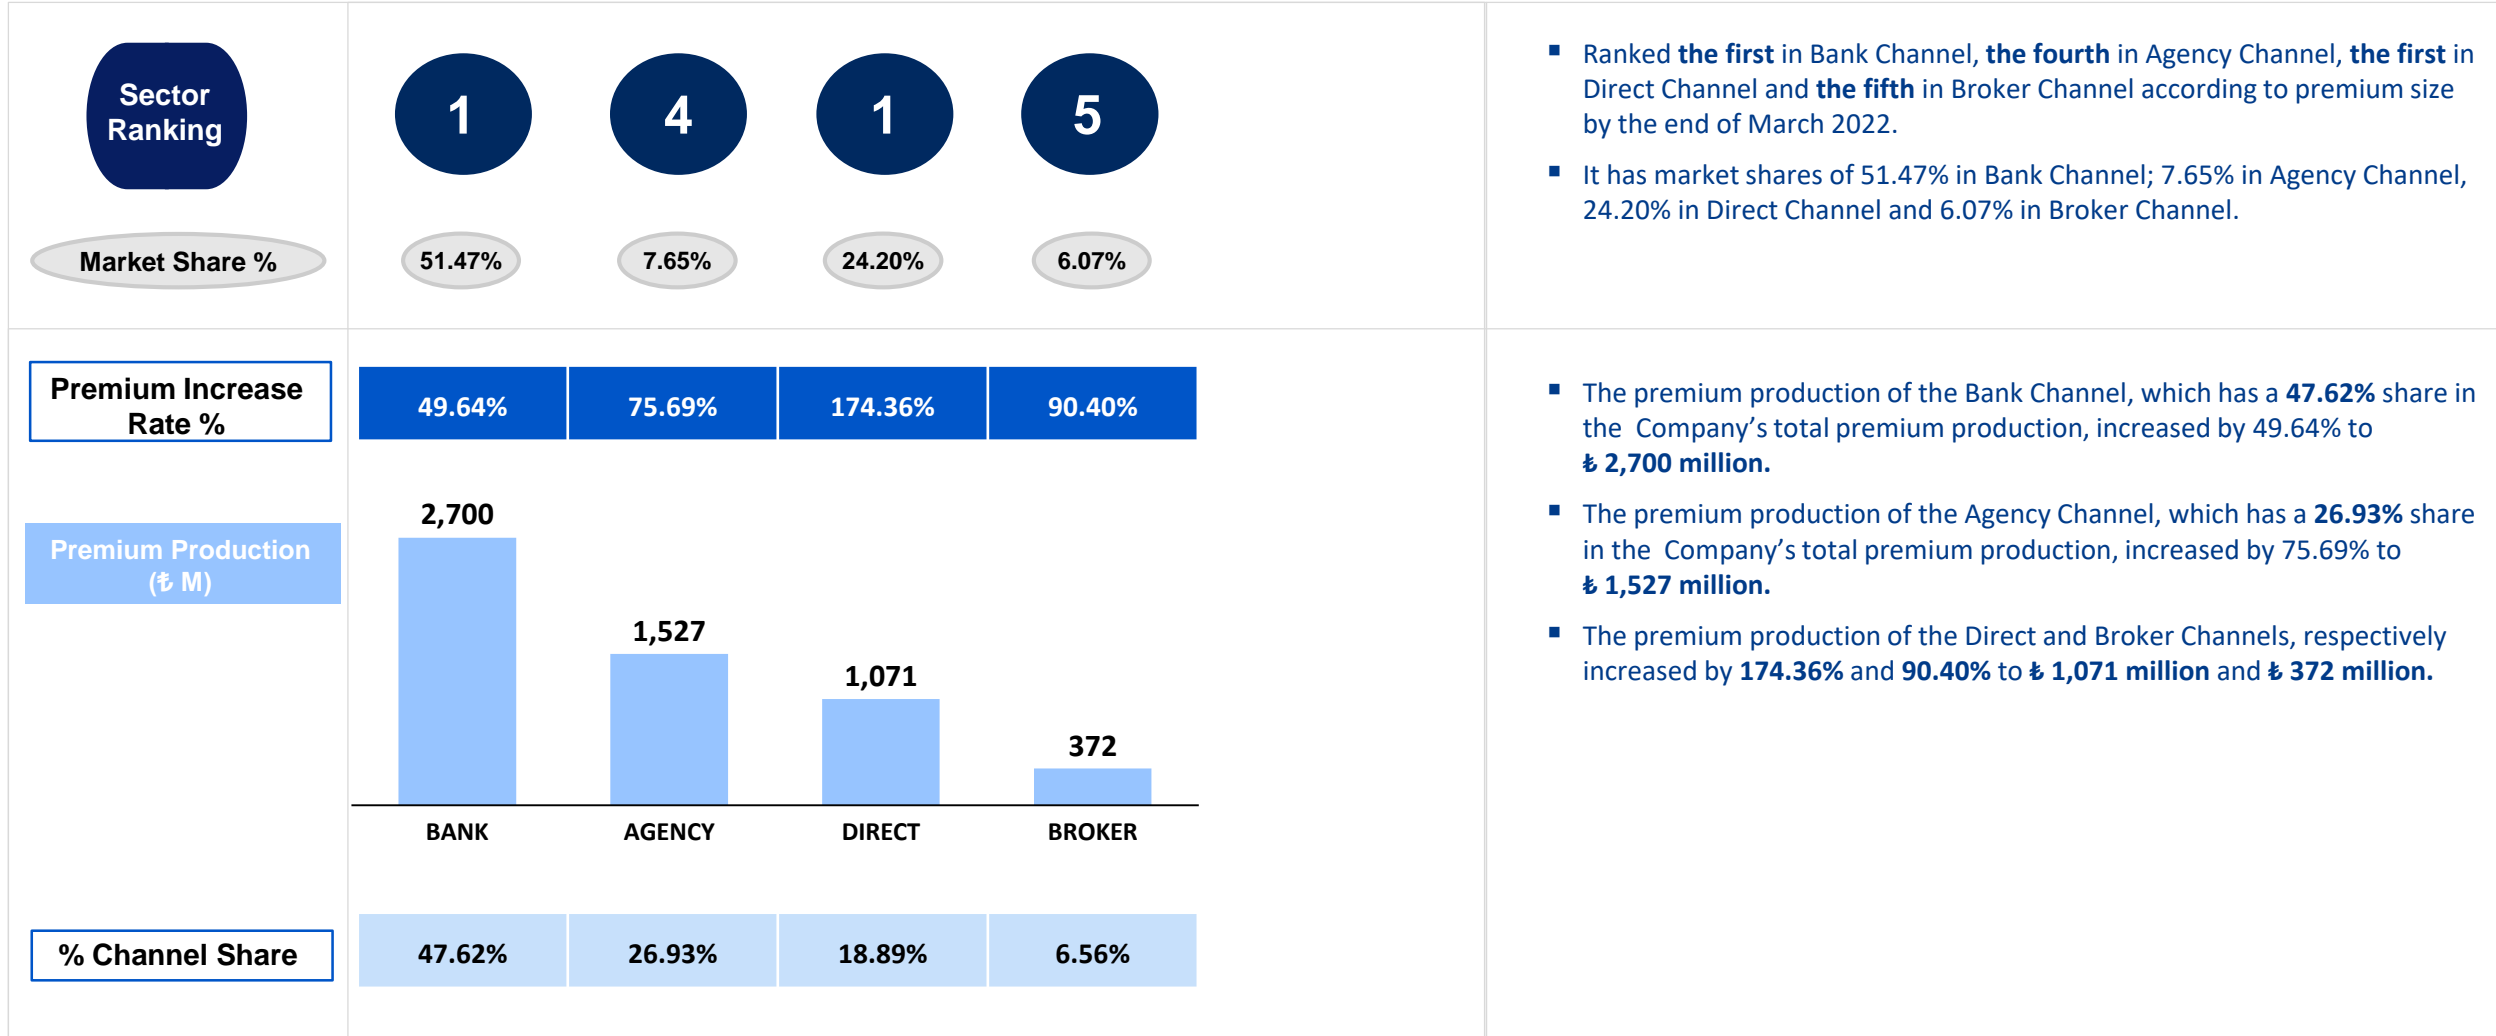 Sector
Ranking
1
4
1
5
Market Share %
51.47%
7.65%
24.20%
6.07%
▪ Ranked the first in Bank Channel, the fourth in Agency Channel, the first in
Direct Channel and the fifth in Broker Channel according to premium size
by the end of March 2022.
▪ It has market shares of 51.47% in Bank Channel; 7.65% in Agency Channel,
24.20% in Direct Channel and 6.07% in Broker Channel.
Premium Increase
Rate %
49.64%
75.69%
174.36%
90.40%
Premium Production
(₺ M)
2,700
1,527
1,071
372
BANK
AGENCY
DIRECT
BROKER
% Channel Share
47.62%
26.93%
18.89%
6.56%
▪ The premium production of the Bank Channel, which has a 47.62% share in
the Company’s total premium production, increased by 49.64% to
₺ 2,700 million.
▪ The premium production of the Agency Channel, which has a 26.93% share
in the Company’s total premium production, increased by 75.69% to
₺ 1,527 million.
▪ The premium production of the Direct and Broker Channels, respectively
increased by 174.36% and 90.40% to ₺ 1,071 million and ₺ 372 million.